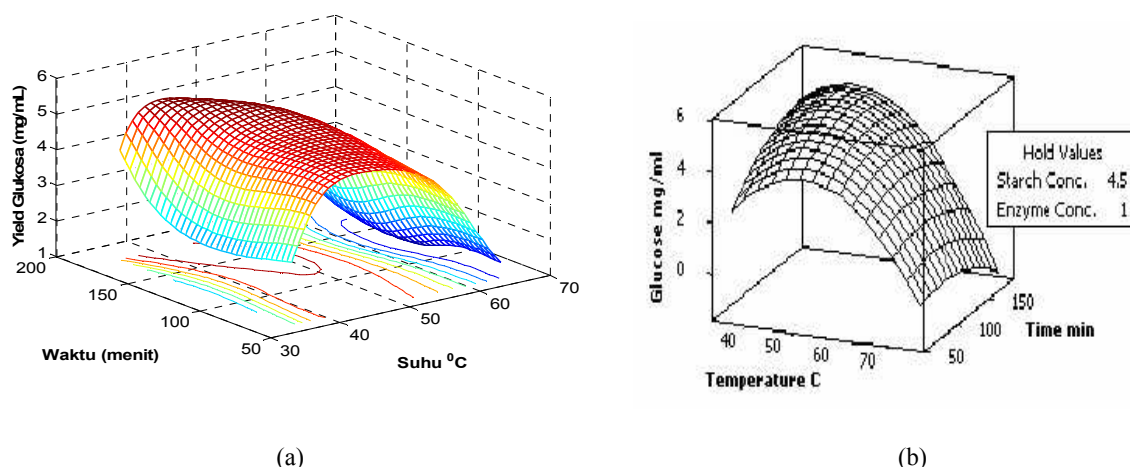 Yield Glukosa (mg/mL)
6
5
4
3
2
1
200
150
100
50
Waktu (menit)
30
40
50
60
70
Suhu ⁰C
(a)
Glucose mg/ml
6
4
2
0
40
50
60
70
Temperature C
50
100
150
Time min
Hold Values
Starch Conc. 4.5
Enzyme Conc. 1
(b)